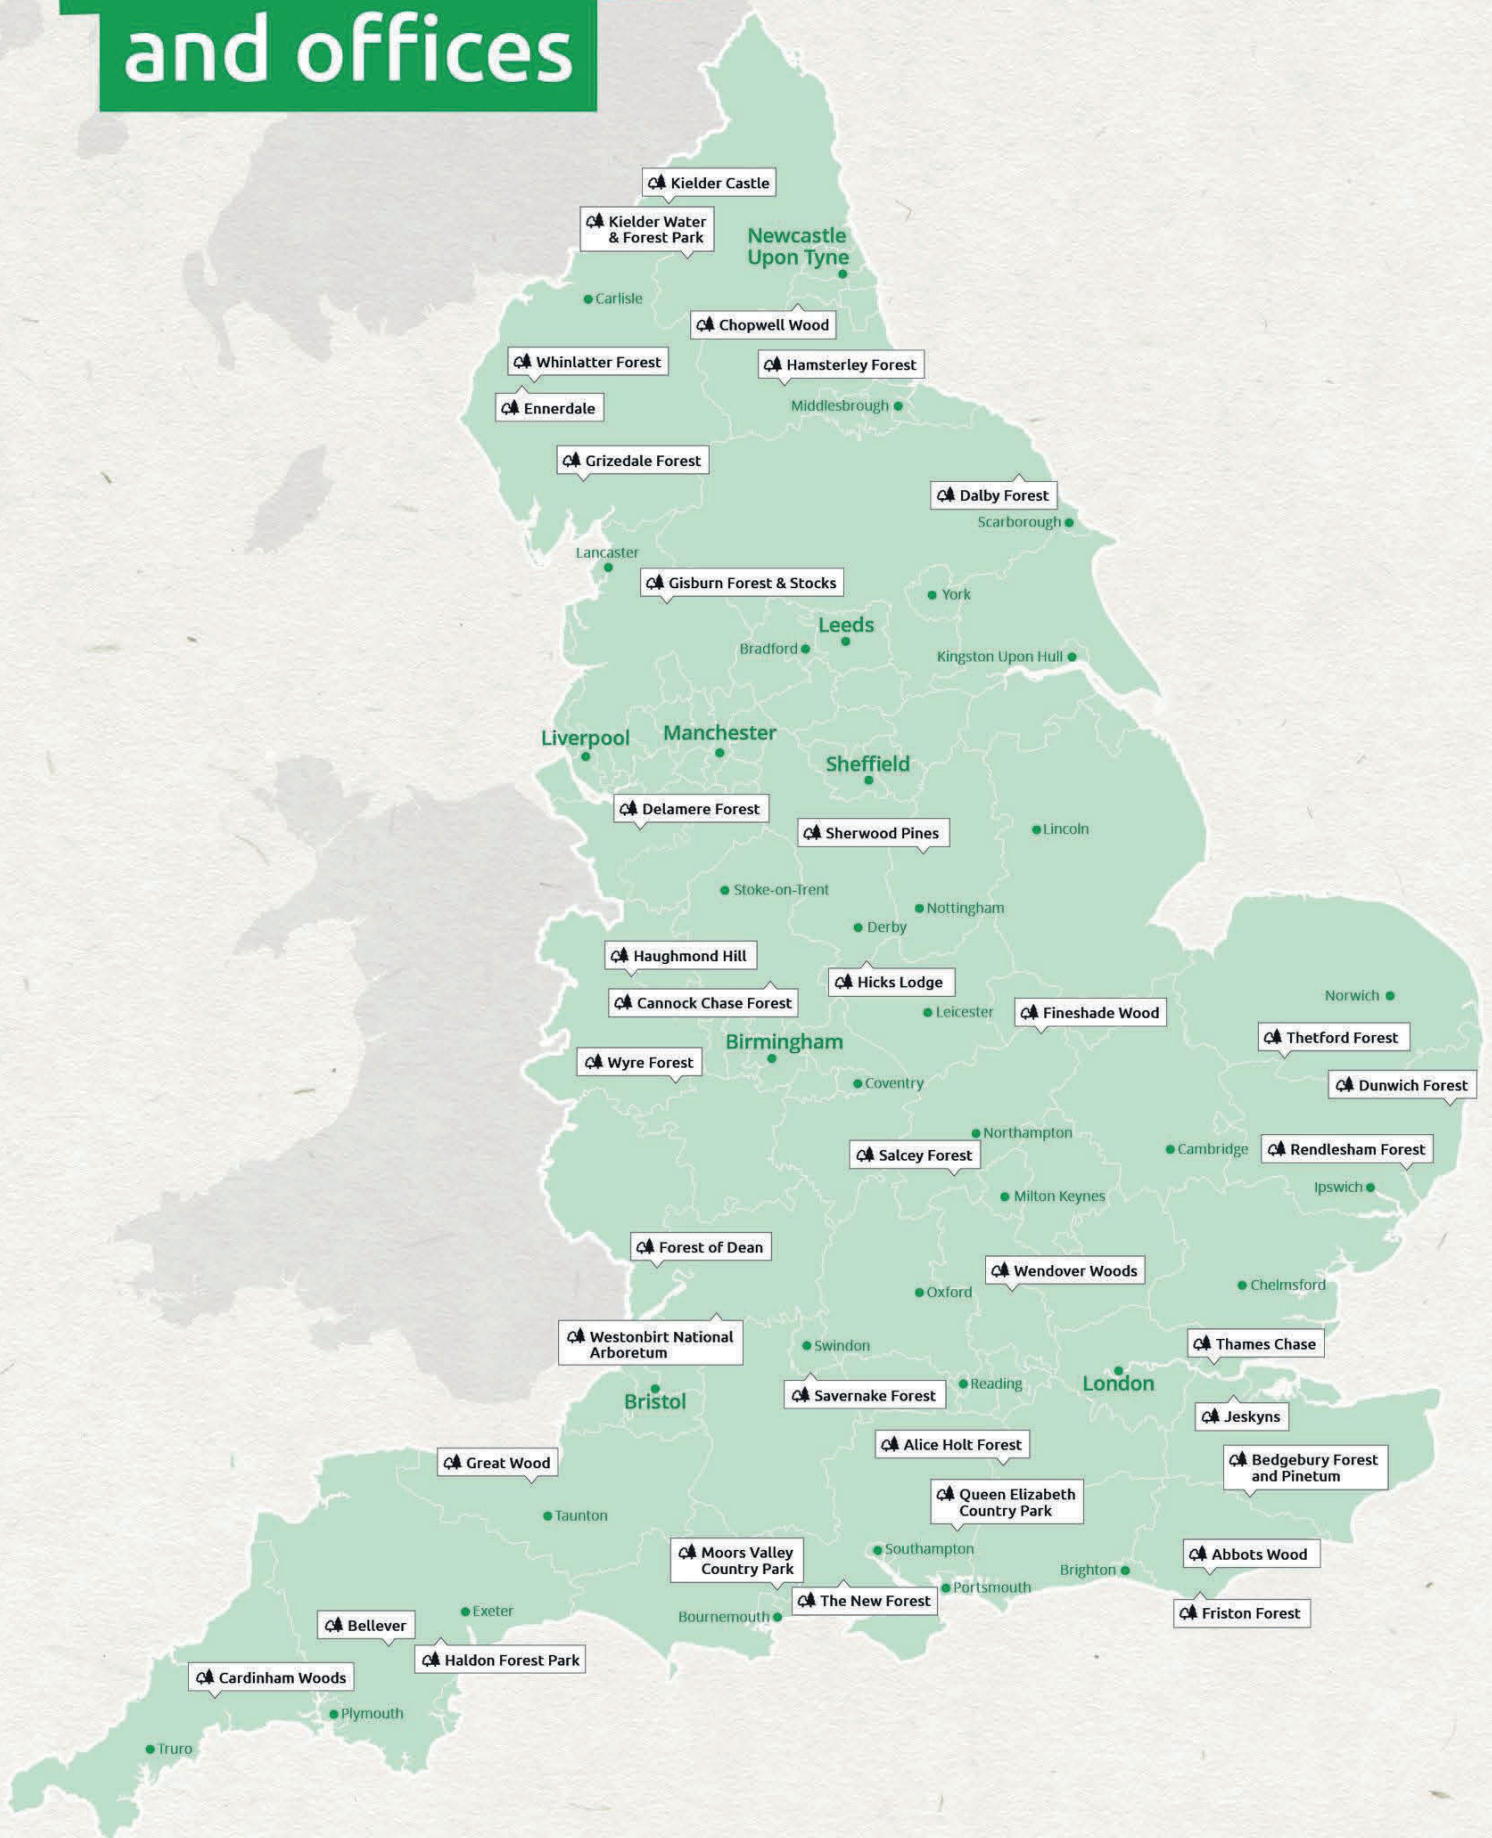 and offices
Kielder Castle
Kielder Water
& Forest Park
Newcastle
Upon Tyne
Carlisle
Chopwell Wood
Whinlatter Forest
Hamsterley Forest
Ennerdale
Middlesbrough
Grizedale Forest
Dalby Forest
Scarborough
Lancaster
Gisburn Forest & Stocks
York
Leeds
Bradford
Kingston Upon Hull
Liverpool
Manchester
Sheffield
Delamere Forest
Sherwood Pines
Lincoln
Stoke-on-Trent
Nottingham
Derby
Haughmond Hill
Hicks Lodge
Cannock Chase Forest
Norwich
Leicester
Fineshade Wood
Birmingham
Thetford Forest
Wyre Forest
Coventry
Dunwich Forest
Northampton
Cambridge
Rendlesham Forest
Salcey Forest
Ipswich
Milton Keynes
Forest of Dean
Wendover Woods
Oxford
Chelmsford
Westonbirt National
Arboretum
Swindon
Thames Chase
London
Reading
Savernake Forest
Bristol
Jeskyns
Alice Holt Forest
Great Wood
Bedgebury Forest
and Pinetum
Queen Elizabeth
Country Park
Taunton
Southampton
Moors Valley
Country Park
Abbots Wood
Brighton
Portsmouth
The New Forest
Bournemouth
Friston Forest
Exeter
Bellever
Haldon Forest Park
Cardinham Woods
Plymouth
Truro